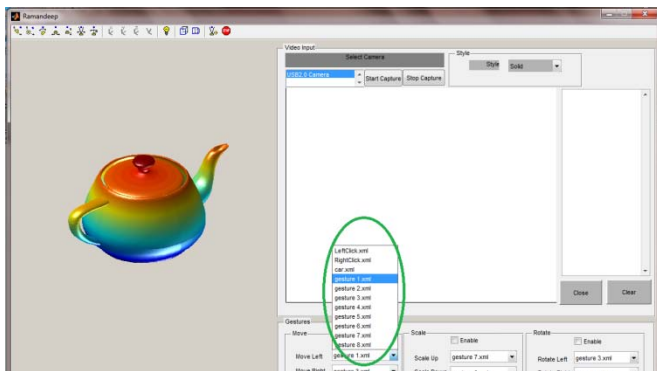 Ramandeep
Video Input
Select Camera
Style
USB2.0 Camera
Start Capture
Stop Capture
Style
Solid
LeftClick.xml
RightClick.xml
car.xml
gesture 1.xml
gesture 2.xml
gesture 3.xml
gesture 4.xml
gesture 5.xml
gesture 6.xml
gesture 7.xml
gesture 8.xml
Close
Clear
Gestures
Move
Scale
Rotate
Enable
Enable
Move Left
gesture 1.xml
Scale Up
gesture 7.xml
Rotate Left
gesture 3.xml
Move Right